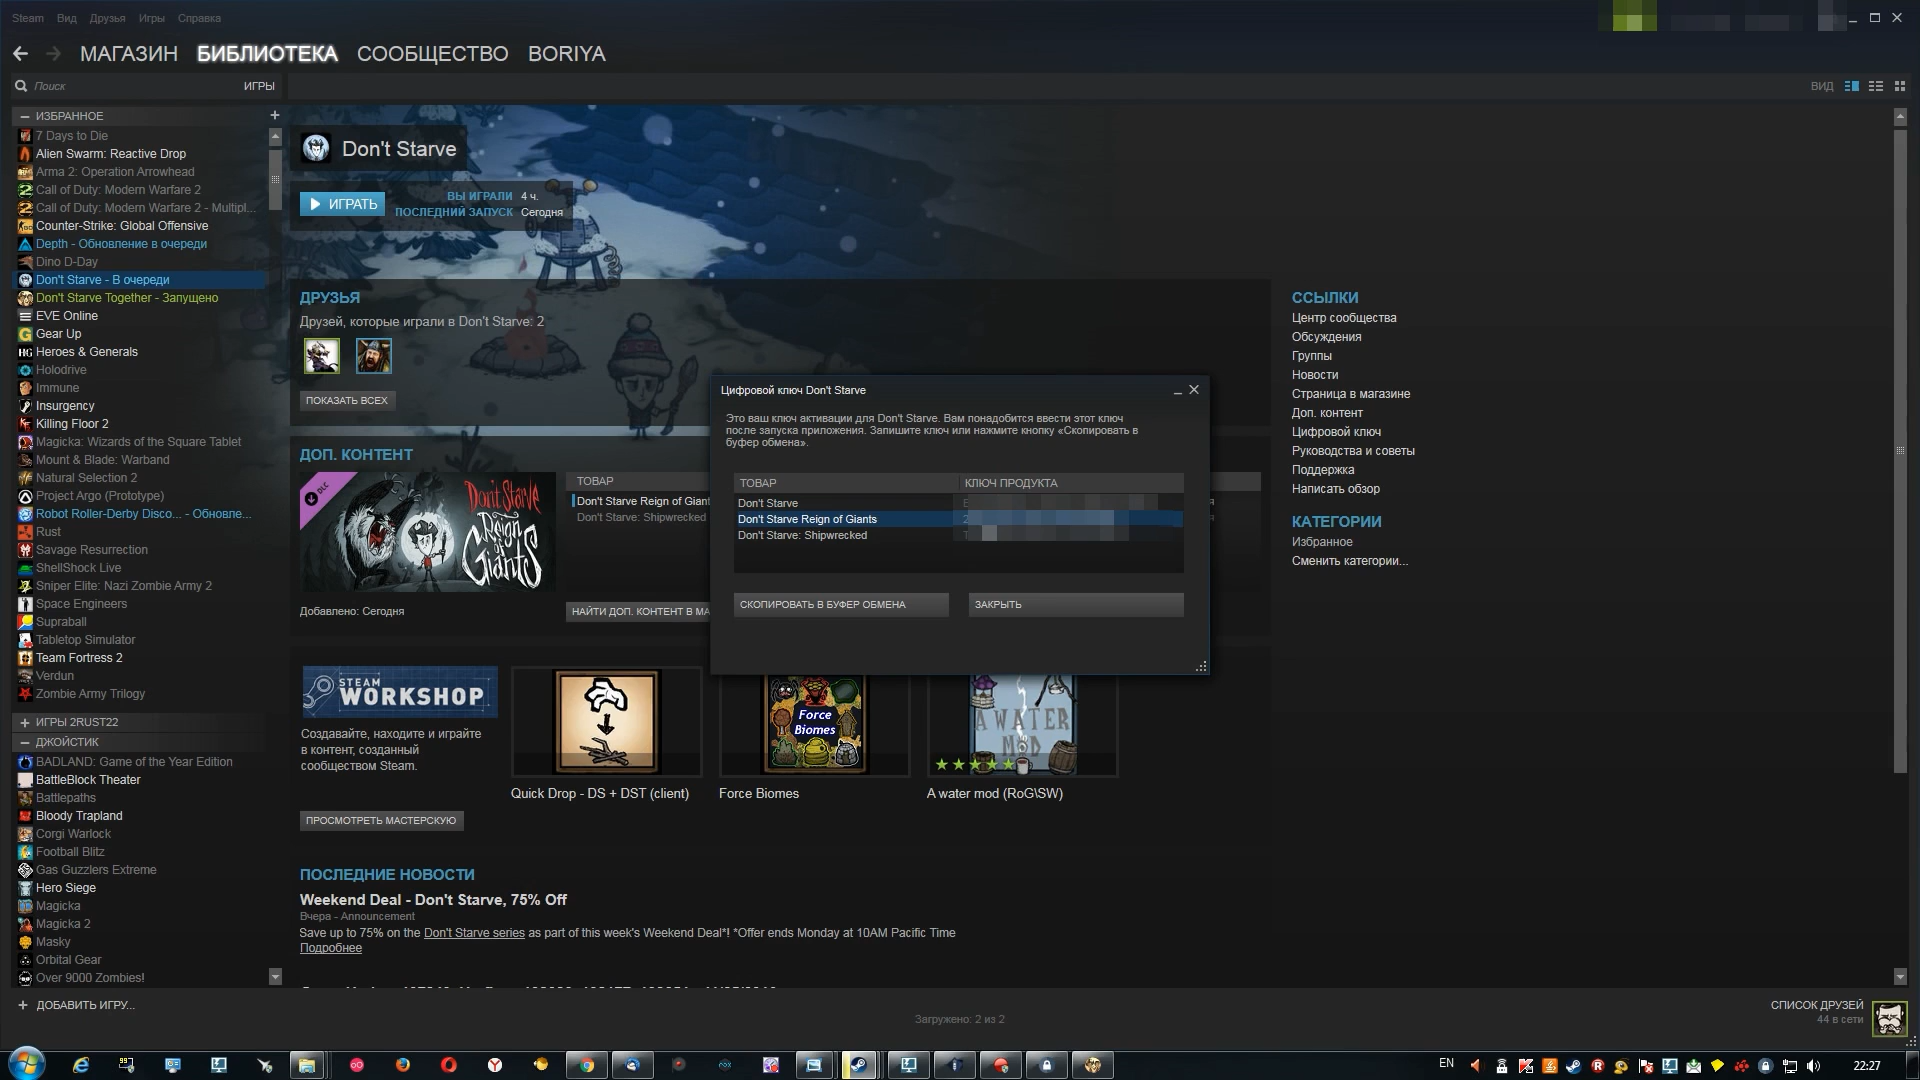 Steam Вид Друзья Игры Справка
МАГАЗИН БИБЛИОТЕКА СООБЩЕСТВО BORIYA
Поиск ИГРЫ ВИД
ИЗБРАННОЕ
7 Days to Die
Alien Swarm: Reactive Drop
Arma 2: Operation Arrowhead
Call of Duty: Modern Warfare 2
Call of Duty: Modern Warfare 2 - Multipl...
Counter-Strike: Global Offensive
Depth - Обновление в очереди
Dino D-Day
Don't Starve - В очереди
Don't Starve Together - Запущено
EVE Online
Gear Up
Heroes & Generals
Holodrive
Immune
Insurgency
Killing Floor 2
Magicka: Wizards of the Square Tablet
Mount & Blade: Warband
Natural Selection 2
Project Argo (Prototype)
Robot Roller-Derby Disco... - Обновле...
Rust
Savage Resurrection
ShellShock Live
Sniper Elite: Nazi Zombie Army 2
Space Engineers
Supraball
Tabletop Simulator
Team Fortress 2
Verdun
Zombie Army Trilogy
ИГРЫ 2RUST22
ДЖОЙСТИК
BADLAND: Game of the Year Edition
BattleBlock Theater
Battlepaths
Bloody Trapland
Corgi Warlock
Football Blitz
Gas Guzzlers Extreme
Hero Siege
Magicka
Magicka 2
Masky
Orbital Gear
Over 9000 Zombies!
ДОБАВИТЬ ИГРУ...
Don't Starve
ИГРАТЬ
ВЫ ИГРАЛИ 4 ч.
ПОСЛЕДНИЙ ЗАПУСК Сегодня
ДРУЗЬЯ
Друзей, которые играли в Don't Starve: 2
ПОКАЗАТЬ ВСЕХ
ДОП. КОНТЕНТ
DLC
Don't Starve
Reign of Giants
Добавлено: Сегодня
ТОВАР
Don't Starve Reign of Giant
Don't Starve: Shipwrecked
НАЙТИ ДОП. КОНТЕНТ В МА
Цифровой ключ Don't Starve
Это ваш ключ активации для Don't Starve. Вам понадобится ввести этот ключ
после запуска приложения. Запишите ключ или нажмите кнопку «Скопировать в
буфер обмена».
ТОВАР КЛЮЧ ПРОДУКТА
Don't Starve
Don't Starve Reign of Giants
Don't Starve: Shipwrecked
СКОПИРОВАТЬ В БУФЕР ОБМЕНА ЗАКРЫТЬ
STEAM
WORKSHOP
Создавайте, находите и играйте
в контент, созданный
сообществом Steam.
ПРОСМОТРЕТЬ МАСТЕРСКУЮ
Quick Drop - DS + DST (client)
Force
Biomes
Force Biomes
A WATER
MOD
A water mod (RoG\SW)
ПОСЛЕДНИЕ НОВОСТИ
Weekend Deal - Don't Starve, 75% Off
Вчера - Announcement
Save up to 75% on the Don't Starve series as part of this week's Weekend Deal*! *Offer ends Monday at 10AM Pacific Time
Подробнее
ССЫЛКИ
Центр сообщества
Обсуждения
Группы
Новости
Страница в магазине
Доп. контент
Цифровой ключ
Руководства и советы
Поддержка
Написать обзор
КАТЕГОРИИ
Избранное
Сменить категории...
Загружено: 2 из 2
СПИСОК ДРУЗЕЙ
44 в сети
EN 22:27